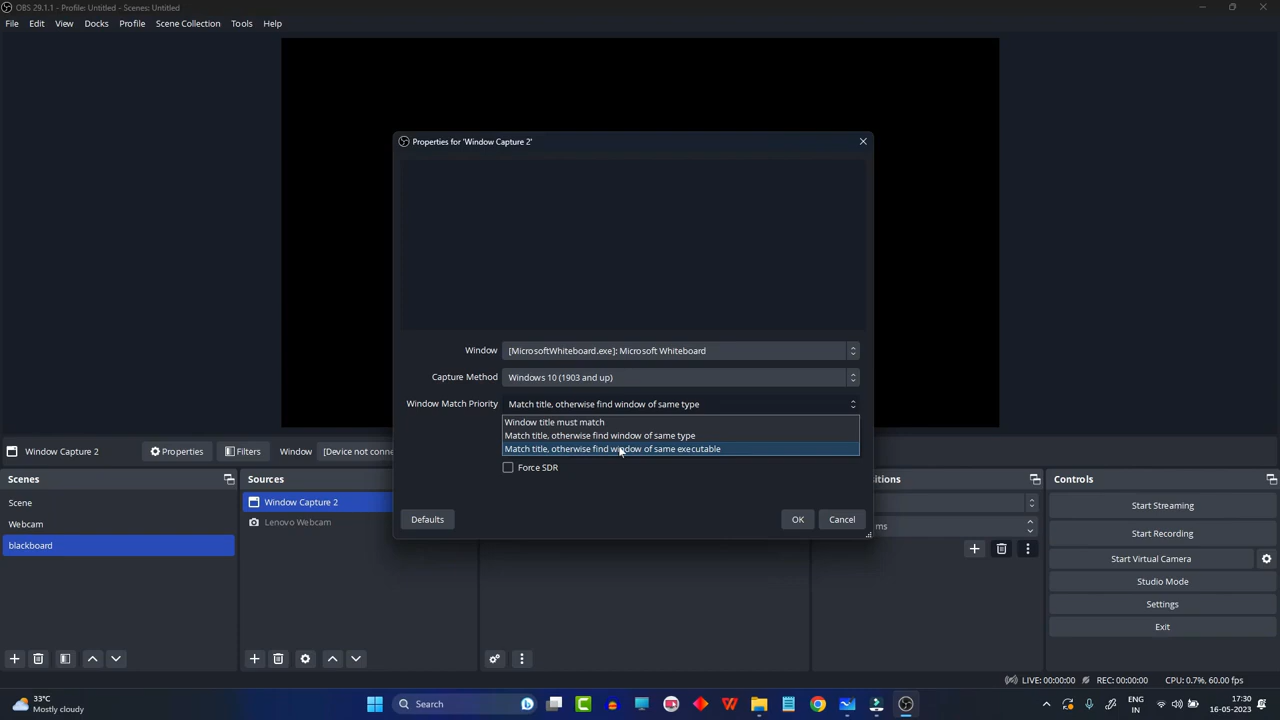 OBS 29.1.1 - Profile: Untitled - Scenes: Untitled
File Edit View Docks Profile Scene Collection Tools Help
Properties for 'Window Capture 2'
Window [MicrosoftWhiteboard.exe]: Microsoft Whiteboard
Capture Method Windows 10 (1903 and up)
Window Match Priority Match title, otherwise find window of same type
Window title must match
Match title, otherwise find window of same type
Match title, otherwise find window of same executable
Force SDR
Defaults OK Cancel
Window Capture 2 Properties Filters Window [Device not conne
Scenes Sources Controls
Scene
Webcam
blackboard
Window Capture 2
Lenovo Webcam
sitions
ms
Start Streaming
Start Recording
Start Virtual Camera
Studio Mode
Settings
Exit
LIVE: 00:00:00 REC: 00:00:00 CPU: 0.7%, 60.00 fps
33°C
Mostly cloudy
Search
ENG
IN
17:30
16-05-2023